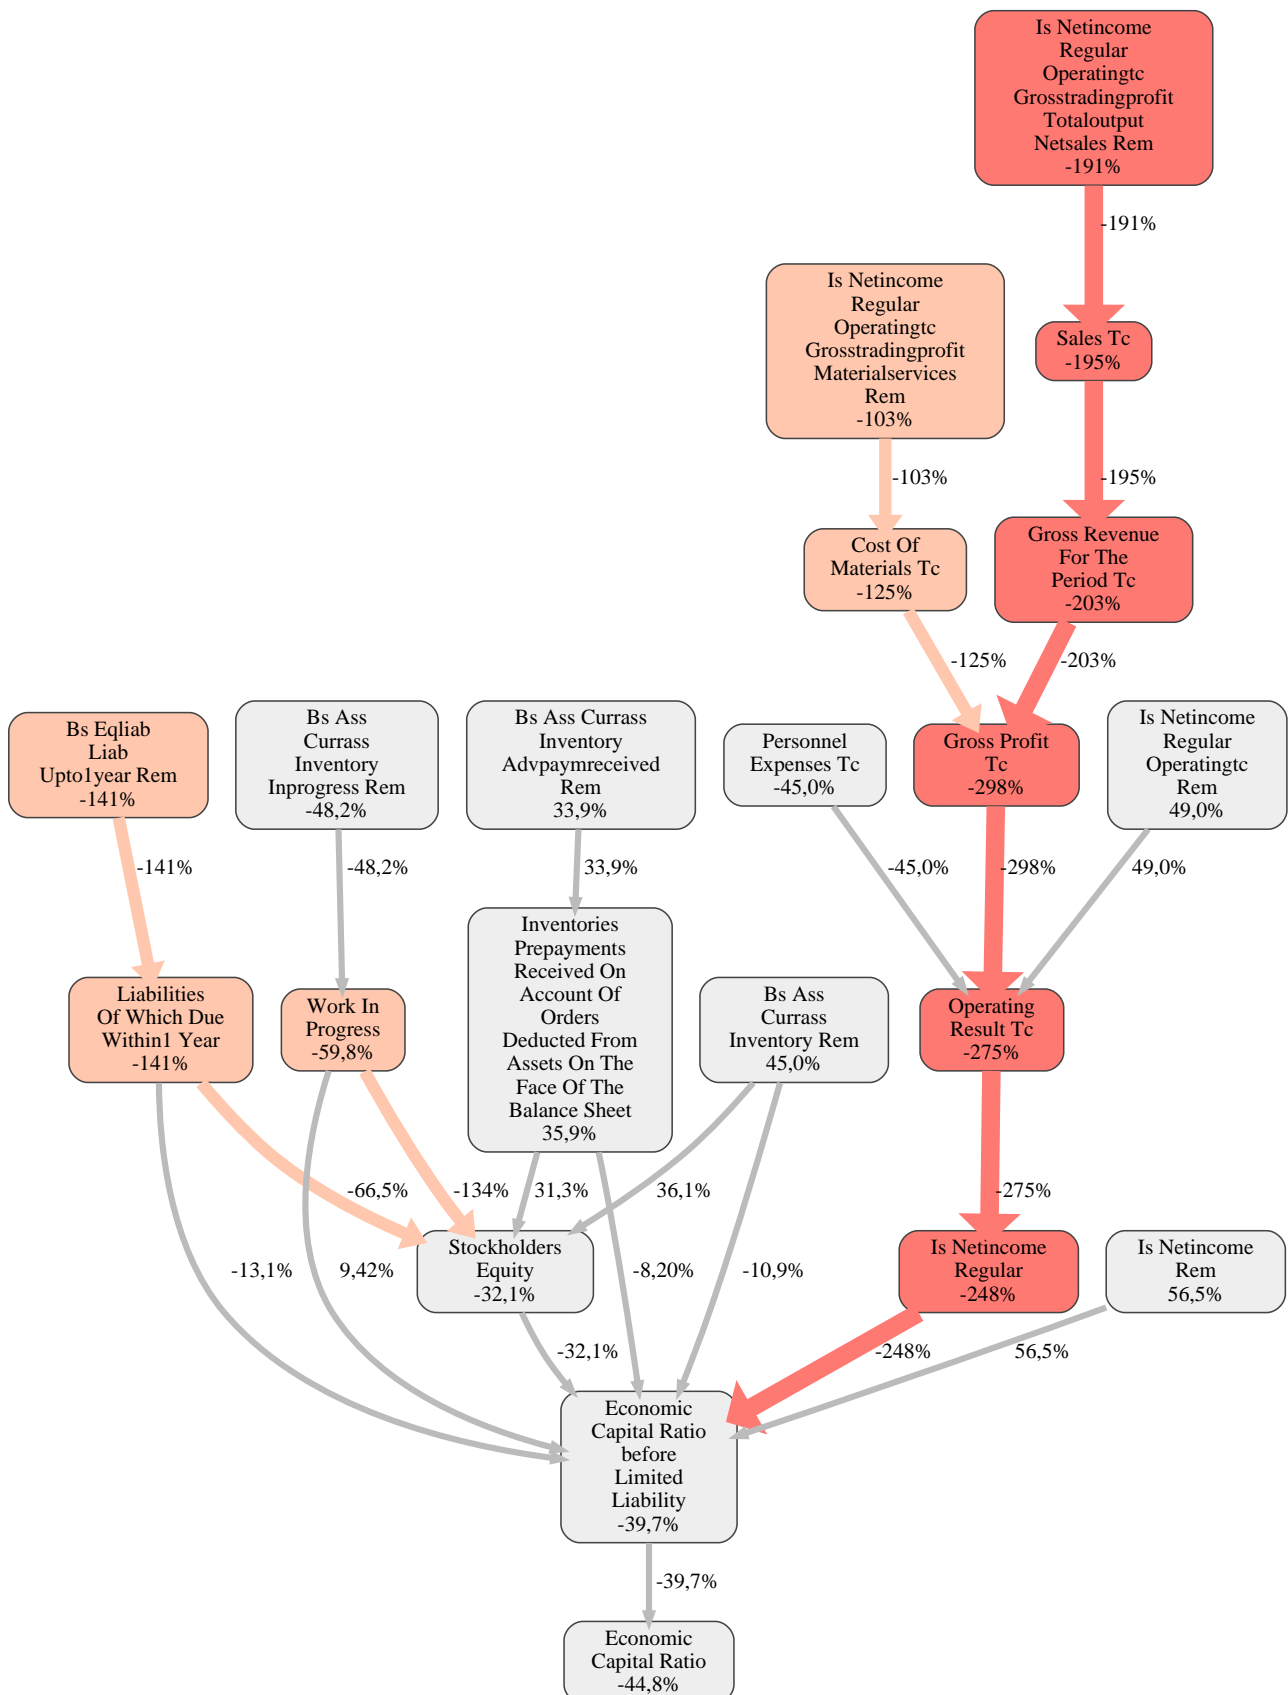 Is Netincome
Regular
Operatingtc
Grosstradingprofit
Totaloutput
Netsales Rem
-191%
-191%
Is Netincome
Regular
Operatingtc
Grosstradingprofit
Materialservices
Rem
-103%
Sales Tc
-195%
-103%
-195%
Cost Of
Materials Tc
-125%
Gross Revenue
For The
Period Tc
-203%
-125%
-203%
Bs Eqliab
Liab
Upto1year Rem
-141%
Bs Ass
Currass
Inventory
Inprogress Rem
-48,2%
Bs Ass Currass
Inventory
Advpaymreceived
Rem
33,9%
Personnel
Expenses Tc
-45,0%
Gross Profit
Tc
-298%
Is Netincome
Regular
Operatingtc
Rem
49,0%
-141%
-48,2%
33,9%
-45,0%
-298%
49,0%
Liabilities
Of Which Due
Within1 Year
-141%
Work In
Progress
-59,8%
Inventories
Prepayments
Received On
Account Of
Orders
Deducted From
Assets On The
Face Of The
Balance Sheet
35,9%
Bs Ass
Currass
Inventory Rem
45,0%
Operating
Result Tc
-275%
-66,5%
-134%
31,3%
36,1%
-275%
Stockholders
Equity
-32,1%
Is Netincome
Regular
-248%
Is Netincome
Rem
56,5%
-13,1%
9,42%
-8,20%
-10,9%
-32,1%
-248%
56,5%
Economic
Capital Ratio
before
Limited
Liability
-39,7%
-39,7%
Economic
Capital Ratio
-44,8%